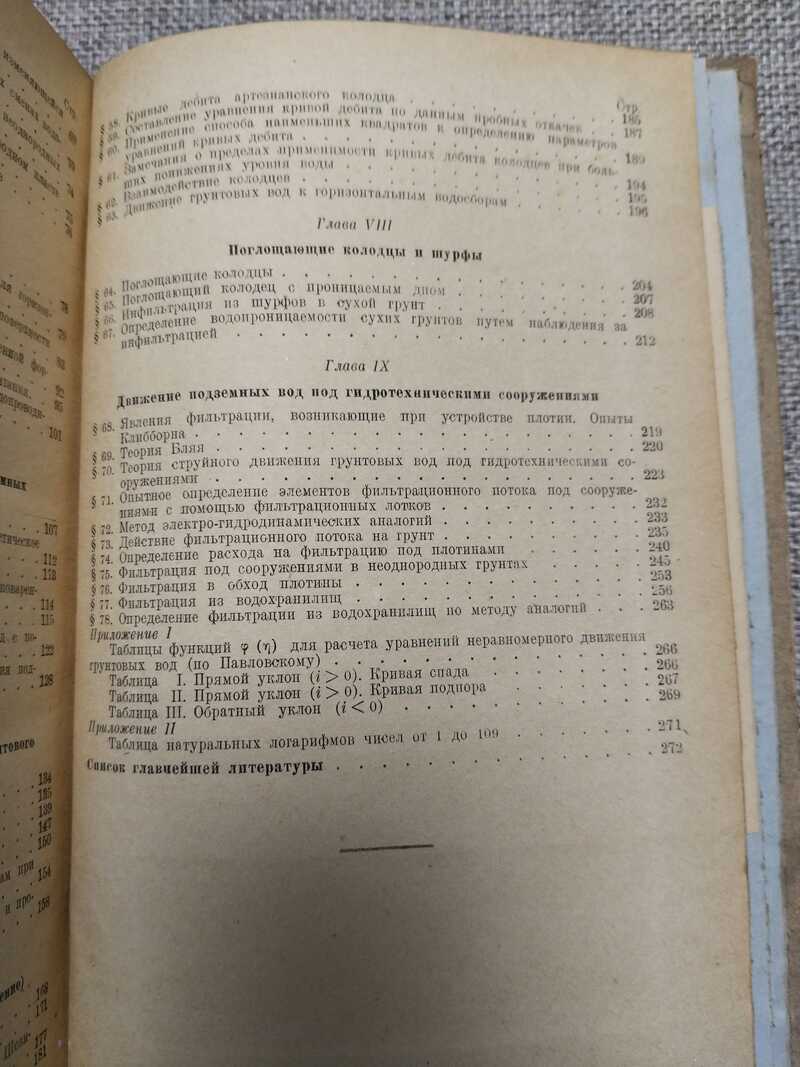 Стр.
§ 58. Кривые дебита артезианского колодца . . . 186
§ 59. Составление уравнения кривой дебита по данным пробных откачек . . 187
§ 60. Применение способа наименьших квадратов к определению параметров
уравнений кривых дебита . . . 189
§ 61. Замечания о пределах применимости кривых дебита колодцев при боль-
ших понижениях уровня воды . . . 194
§ 62. Взаимодействие колодцев . . . 195
§ 63. Движение грунтовых вод к горизонтальным водосборам . . . 196
Глава VIII
Поглощающие колодцы и шурфы
§ 64. Поглощающие колодцы . . . 204
§ 65. Поглощающий колодец с проницаемым дном . . . 207
§ 66. Инфильтрация из шурфов в сухой грунт . . . 208
§ 67. Определение водопроницаемости сухих грунтов путем наблюдения за
инфильтрацией . . . 212
Глава IX
Движение подземных вод под гидротехническими сооружениями
§ 68. Явления фильтрации, возникающие при устройстве плотин. Опыты
Клибборна . . . 219
§ 69. Теория Бляя . . . 220
§ 70. Теория струйного движения грунтовых вод под гидротехническими со-
оружениями . . . 223
§ 71. Опытное определение элементов фильтрационного потока под сооруже-
ниями с помощью фильтрационных лотков . . . 232
§ 72. Метод электро-гидродинамических аналогий . . . 233
§ 73. Действие фильтрационного потока на грунт . . . 235
§ 74. Определение расхода на фильтрацию под плотинами . . . 240
§ 75. Фильтрация под сооружениями в неоднородных грунтах . . . 245
§ 76. Фильтрация в обход плотины . . . 253
§ 77. Фильтрация из водохранилищ . . . 256
§ 78. Определение фильтрации из водохранилищ по методу аналогий . . . 263
Приложение I
Таблицы функций φ (η) для расчета уравнений неравномерного движения
грунтовых вод (по Павловскому) . . . 266
Таблица I. Прямой уклон (i > 0). Кривая спада . . . 266
Таблица II. Прямой уклон (i > 0). Кривая подпора . . . 267
Таблица III. Обратный уклон (i < 0) . . . 269
Приложение II
Таблица натуральных логарифмов чисел от 1 до 109 . . . 271
Список главнейшей литературы . . . 272